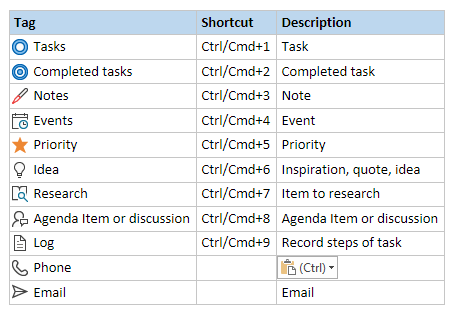 Tag Shortcut Description
Tasks Ctrl/Cmd+1 Task
Completed tasks Ctrl/Cmd+2 Completed task
Notes Ctrl/Cmd+3 Note
Events Ctrl/Cmd+4 Event
Priority Ctrl/Cmd+5 Priority
Idea Ctrl/Cmd+6 Inspiration, quote, idea
Research Ctrl/Cmd+7 Item to research
Agenda Item or discussion Ctrl/Cmd+8 Agenda Item or discussion
Log Ctrl/Cmd+9 Record steps of task
Phone (Ctrl)
Email Email